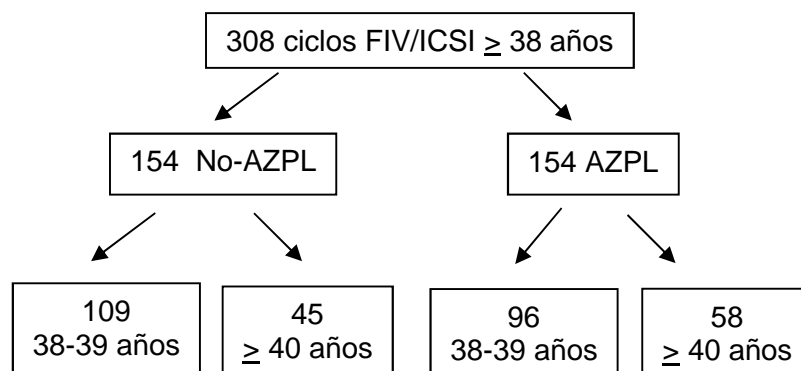 308 ciclos FIV/ICSI ≥ 38 años
154 No-AZPL
154 AZPL
109
38-39 años
45
≥ 40 años
96
38-39 años
58
≥ 40 años